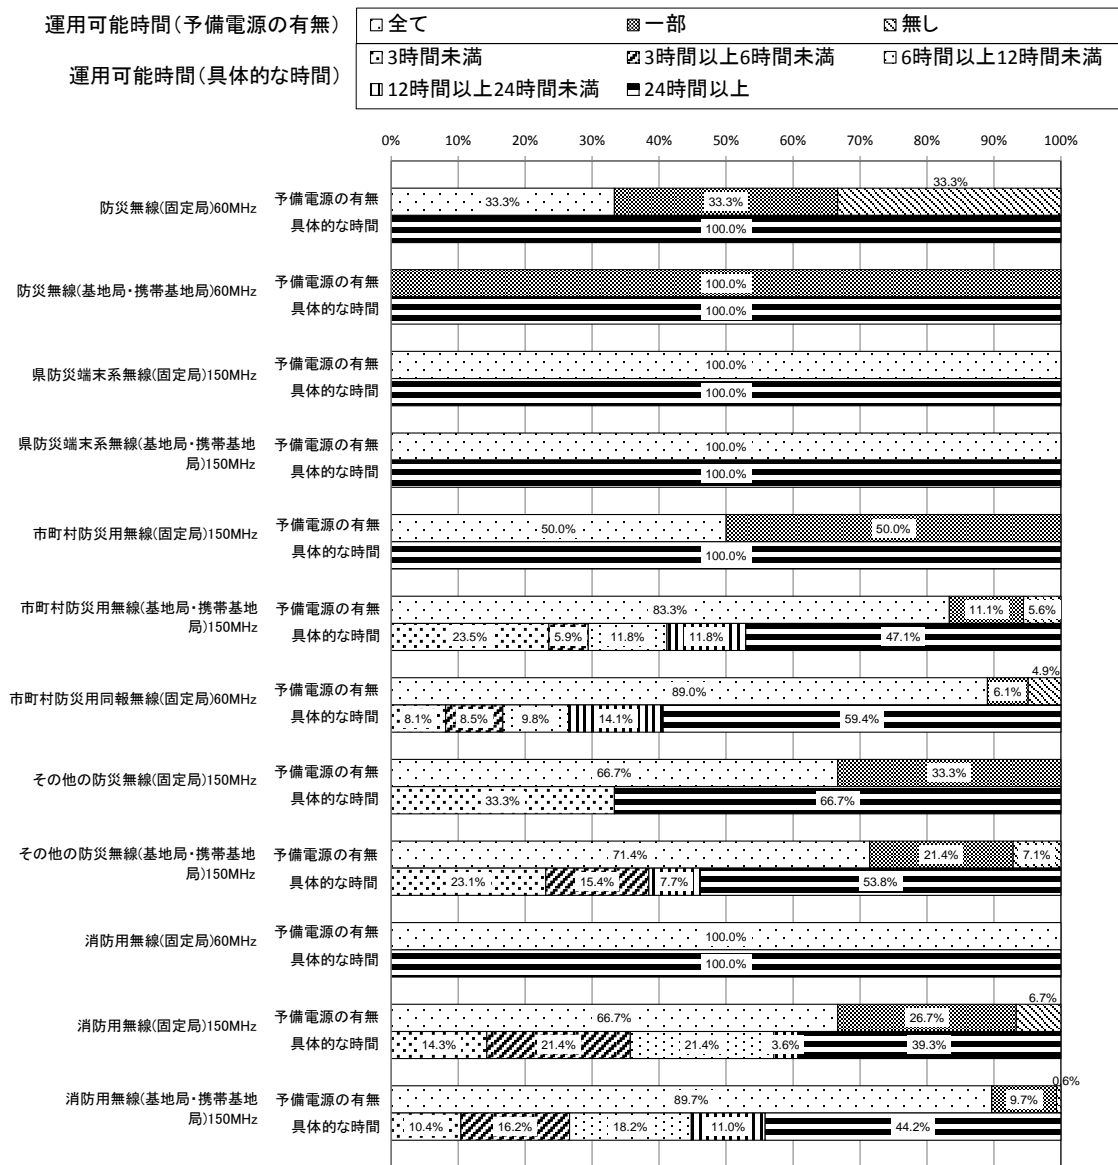 運用可能時間(予備電源の有無)
全て 一部 無し
運用可能時間(具体的な時間)
3時間未満 3時間以上6時間未満 6時間以上12時間未満
12時間以上24時間未満 24時間以上
0% 10% 20% 30% 40% 50% 60% 70% 80% 90% 100%
防災無線(固定局)60MHz
予備電源の有無
33.3% 33.3% 33.3%
具体的な時間
100.0%
防災無線(基地局・携帯基地局)60MHz
予備電源の有無
100.0%
具体的な時間
100.0%
県防災端末系無線(固定局)150MHz
予備電源の有無
100.0%
具体的な時間
100.0%
県防災端末系無線(基地局・携帯基地
局)150MHz
予備電源の有無
100.0%
具体的な時間
100.0%
市町村防災用無線(固定局)150MHz
予備電源の有無
50.0% 50.0%
具体的な時間
100.0%
市町村防災用無線(基地局・携帯基地
局)150MHz
予備電源の有無
83.3% 11.1% 5.6%
具体的な時間
23.5% 5.9% 11.8% 11.8% 47.1%
市町村防災用同報無線(固定局)60MHz
予備電源の有無
89.0% 6.1% 4.9%
具体的な時間
8.1% 8.5% 9.8% 14.1% 59.4%
その他の防災無線(固定局)150MHz
予備電源の有無
66.7% 33.3%
具体的な時間
33.3% 66.7%
その他の防災無線(基地局・携帯基地
局)150MHz
予備電源の有無
71.4% 21.4% 7.1%
具体的な時間
23.1% 15.4% 7.7% 53.8%
消防用無線(固定局)60MHz
予備電源の有無
100.0%
具体的な時間
100.0%
消防用無線(固定局)150MHz
予備電源の有無
66.7% 26.7% 6.7%
具体的な時間
14.3% 21.4% 21.4% 3.6% 39.3%
消防用無線(基地局・携帯基地
局)150MHz
予備電源の有無
89.7% 9.7% 0.6%
具体的な時間
10.4% 16.2% 18.2% 11.0% 44.2%